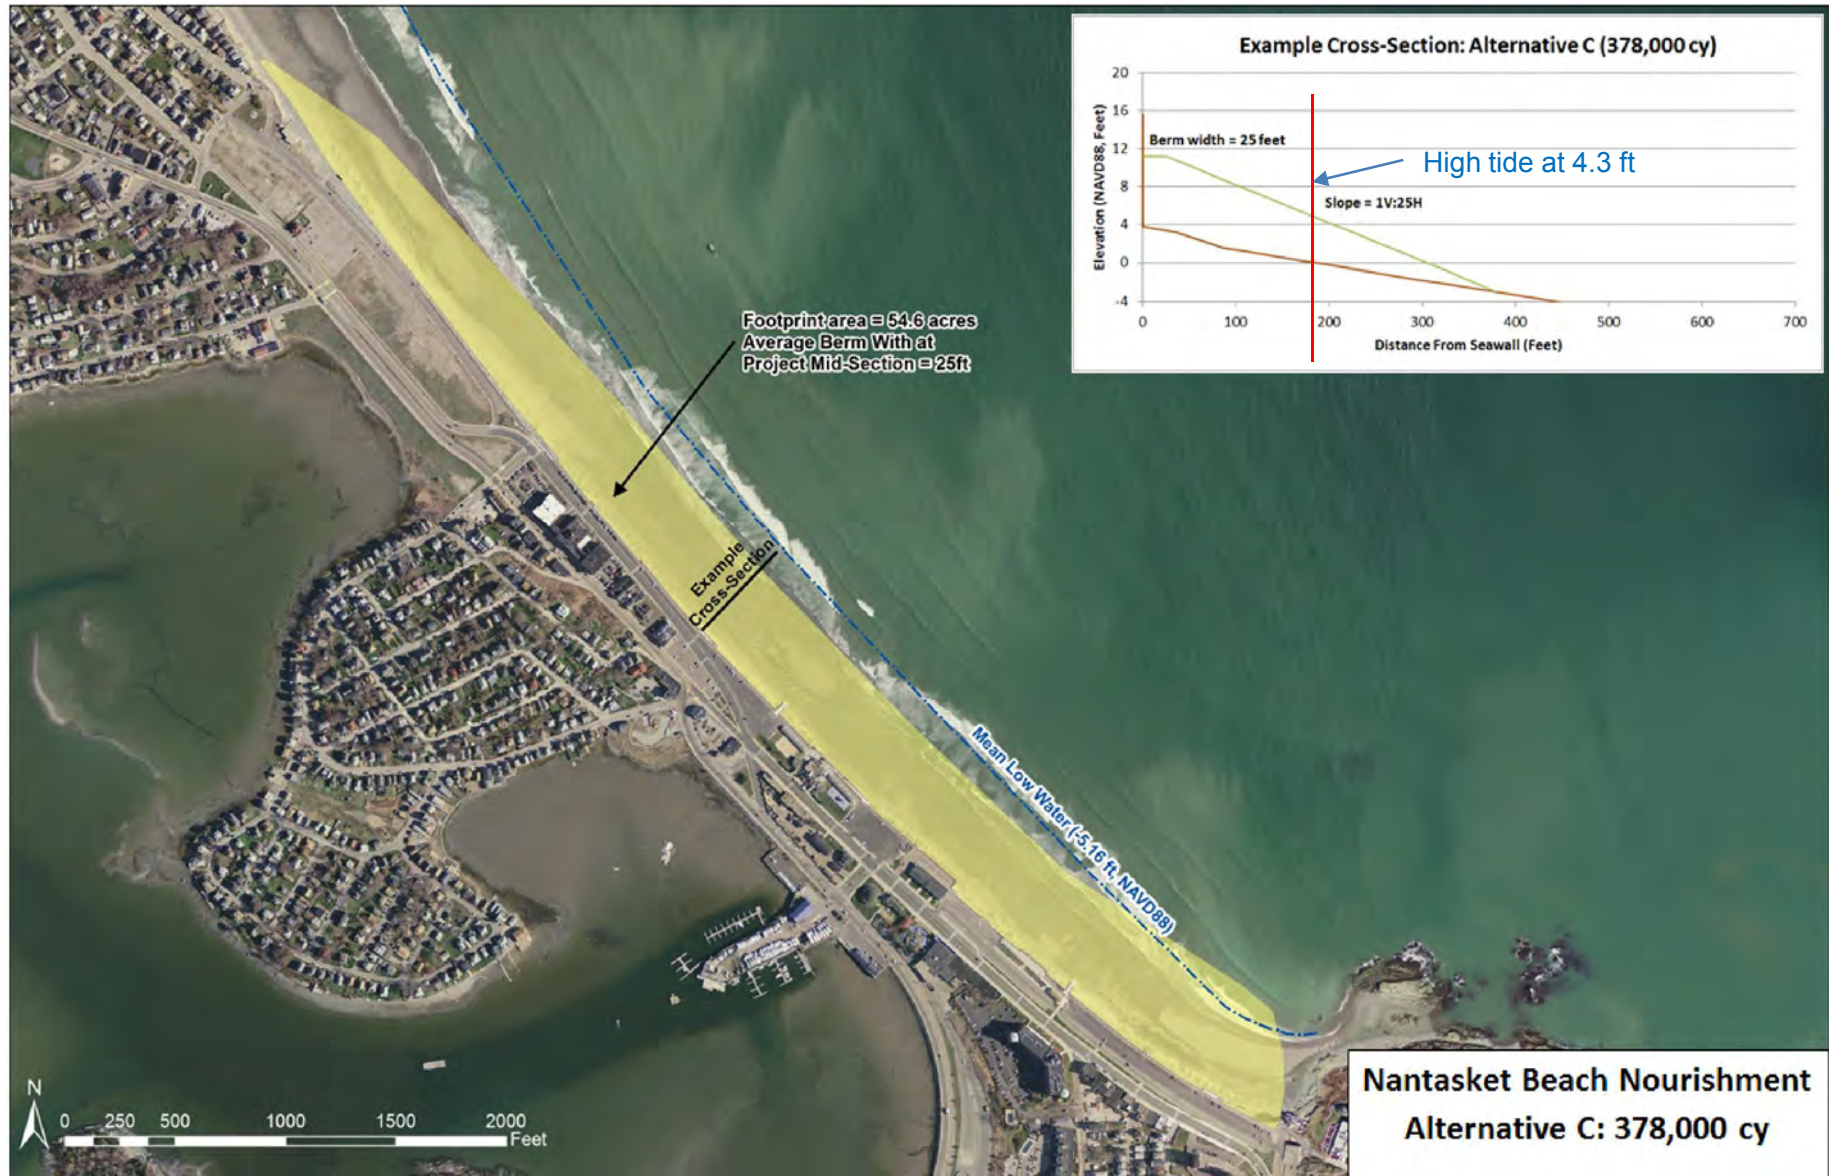 Example Cross-Section: Alternative C (378,000 cy)
Elevation (NAVD88, Feet)
20
16
12
8
4
0
-4
Berm width = 25 feet
High tide at 4.3 ft
Slope = 1V:25H
0 100 200 300 400 500 600 700
Distance From Seawall (Feet)
Footprint area = 54.6 acres
Average Berm With at
Project Mid-Section = 25ft
Example
Cross-Section
Mean Low Water (-5.16 ft, NAVD88)
N
0 250 500 1000 1500 2000
Feet
Nantasket Beach Nourishment
Alternative C: 378,000 cy